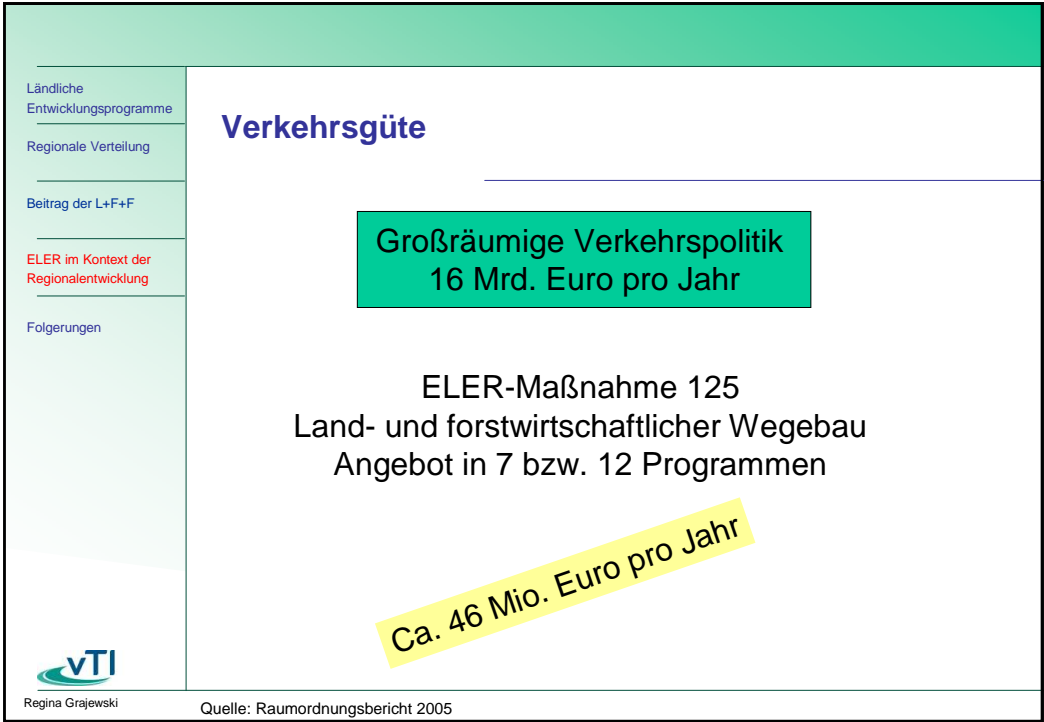 Ländliche
Entwicklungsprogramme
Regionale Verteilung
Beitrag der L+F+F
ELER im Kontext der
Regionalentwicklung
Folgerungen
Verkehrsgüte
Großräumige Verkehrspolitik
16 Mrd. Euro pro Jahr
ELER-Maßnahme 125
Land- und forstwirtschaftlicher Wegebau
Angebot in 7 bzw. 12 Programmen
Ca. 46 Mio. Euro pro Jahr
vTI
Regina Grajewski
Quelle: Raumordnungsbericht 2005